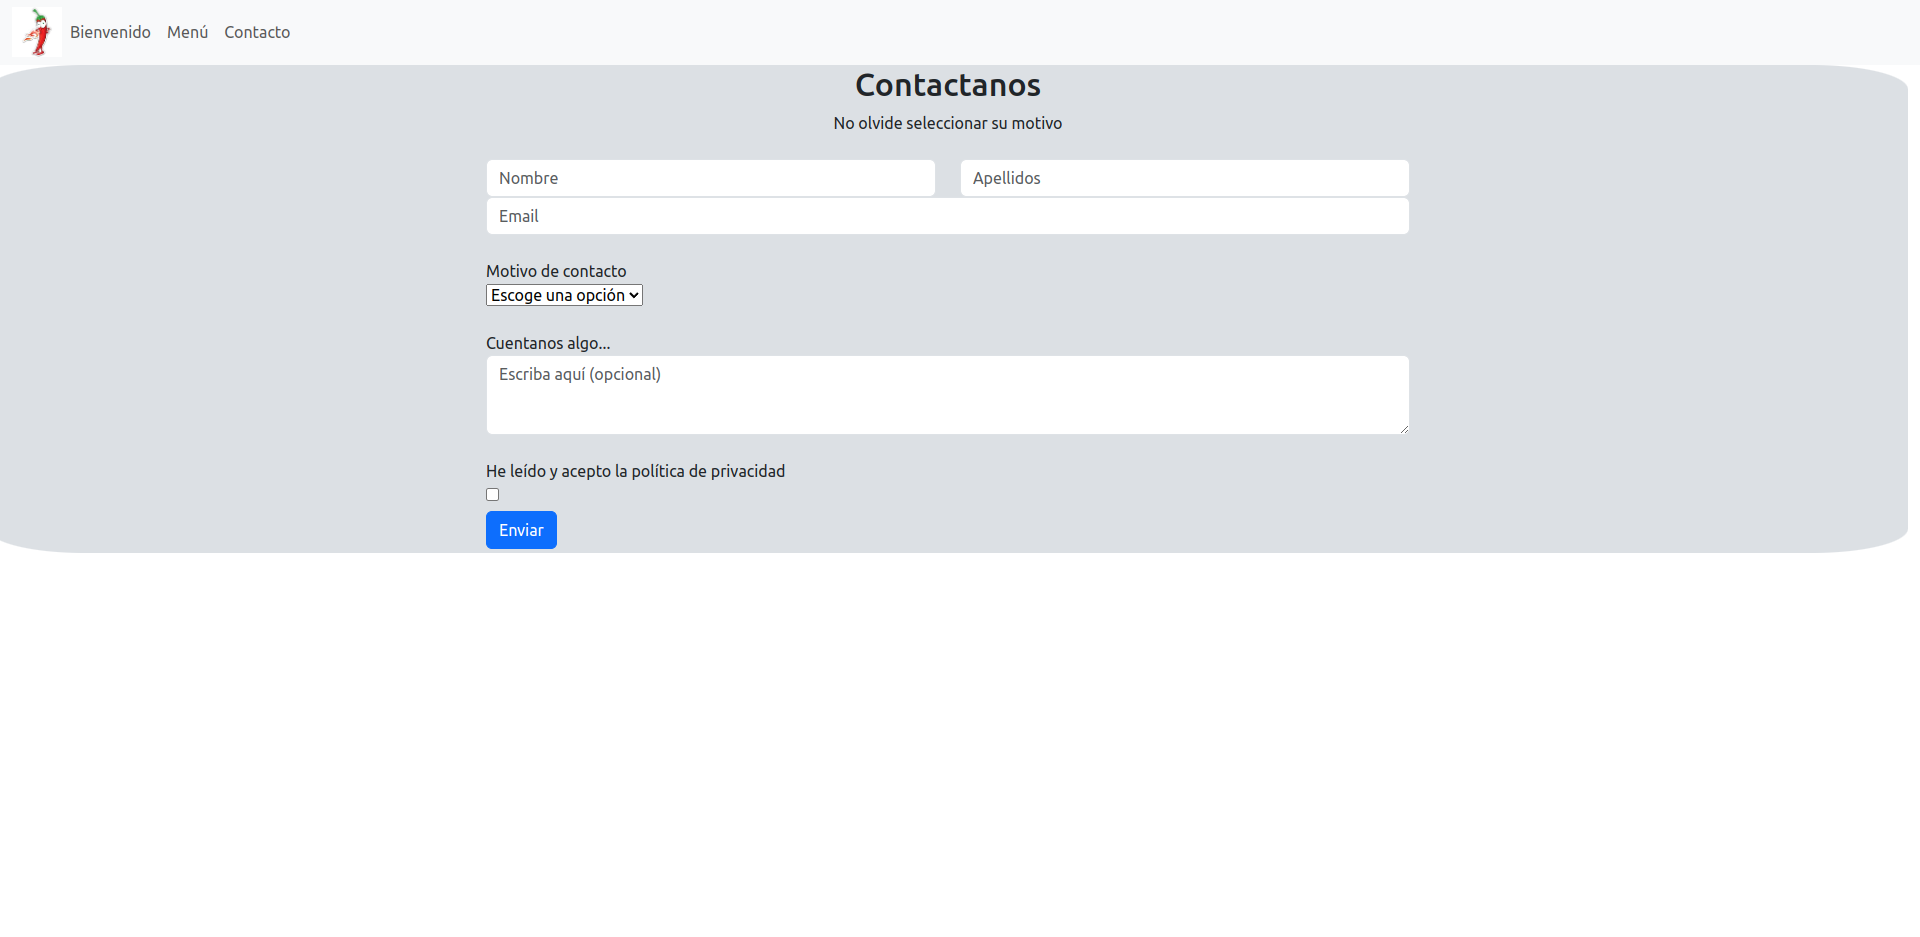 Bienvenido Menú Contacto
Contactanos
No olvide seleccionar su motivo
Nombre Apellidos
Email
Motivo de contacto
Escoge una opción
Cuentanos algo...
Escriba aquí (opcional)
He leído y acepto la política de privacidad
Enviar